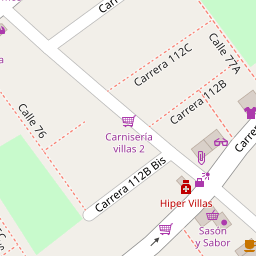 Calle 77A
Carrera 112C
Carrera 112B
Calle 76
Carnisería
villas 2
Carrera 112B Bis
Hiper Villas
Carrera
Sasón
y Sabor